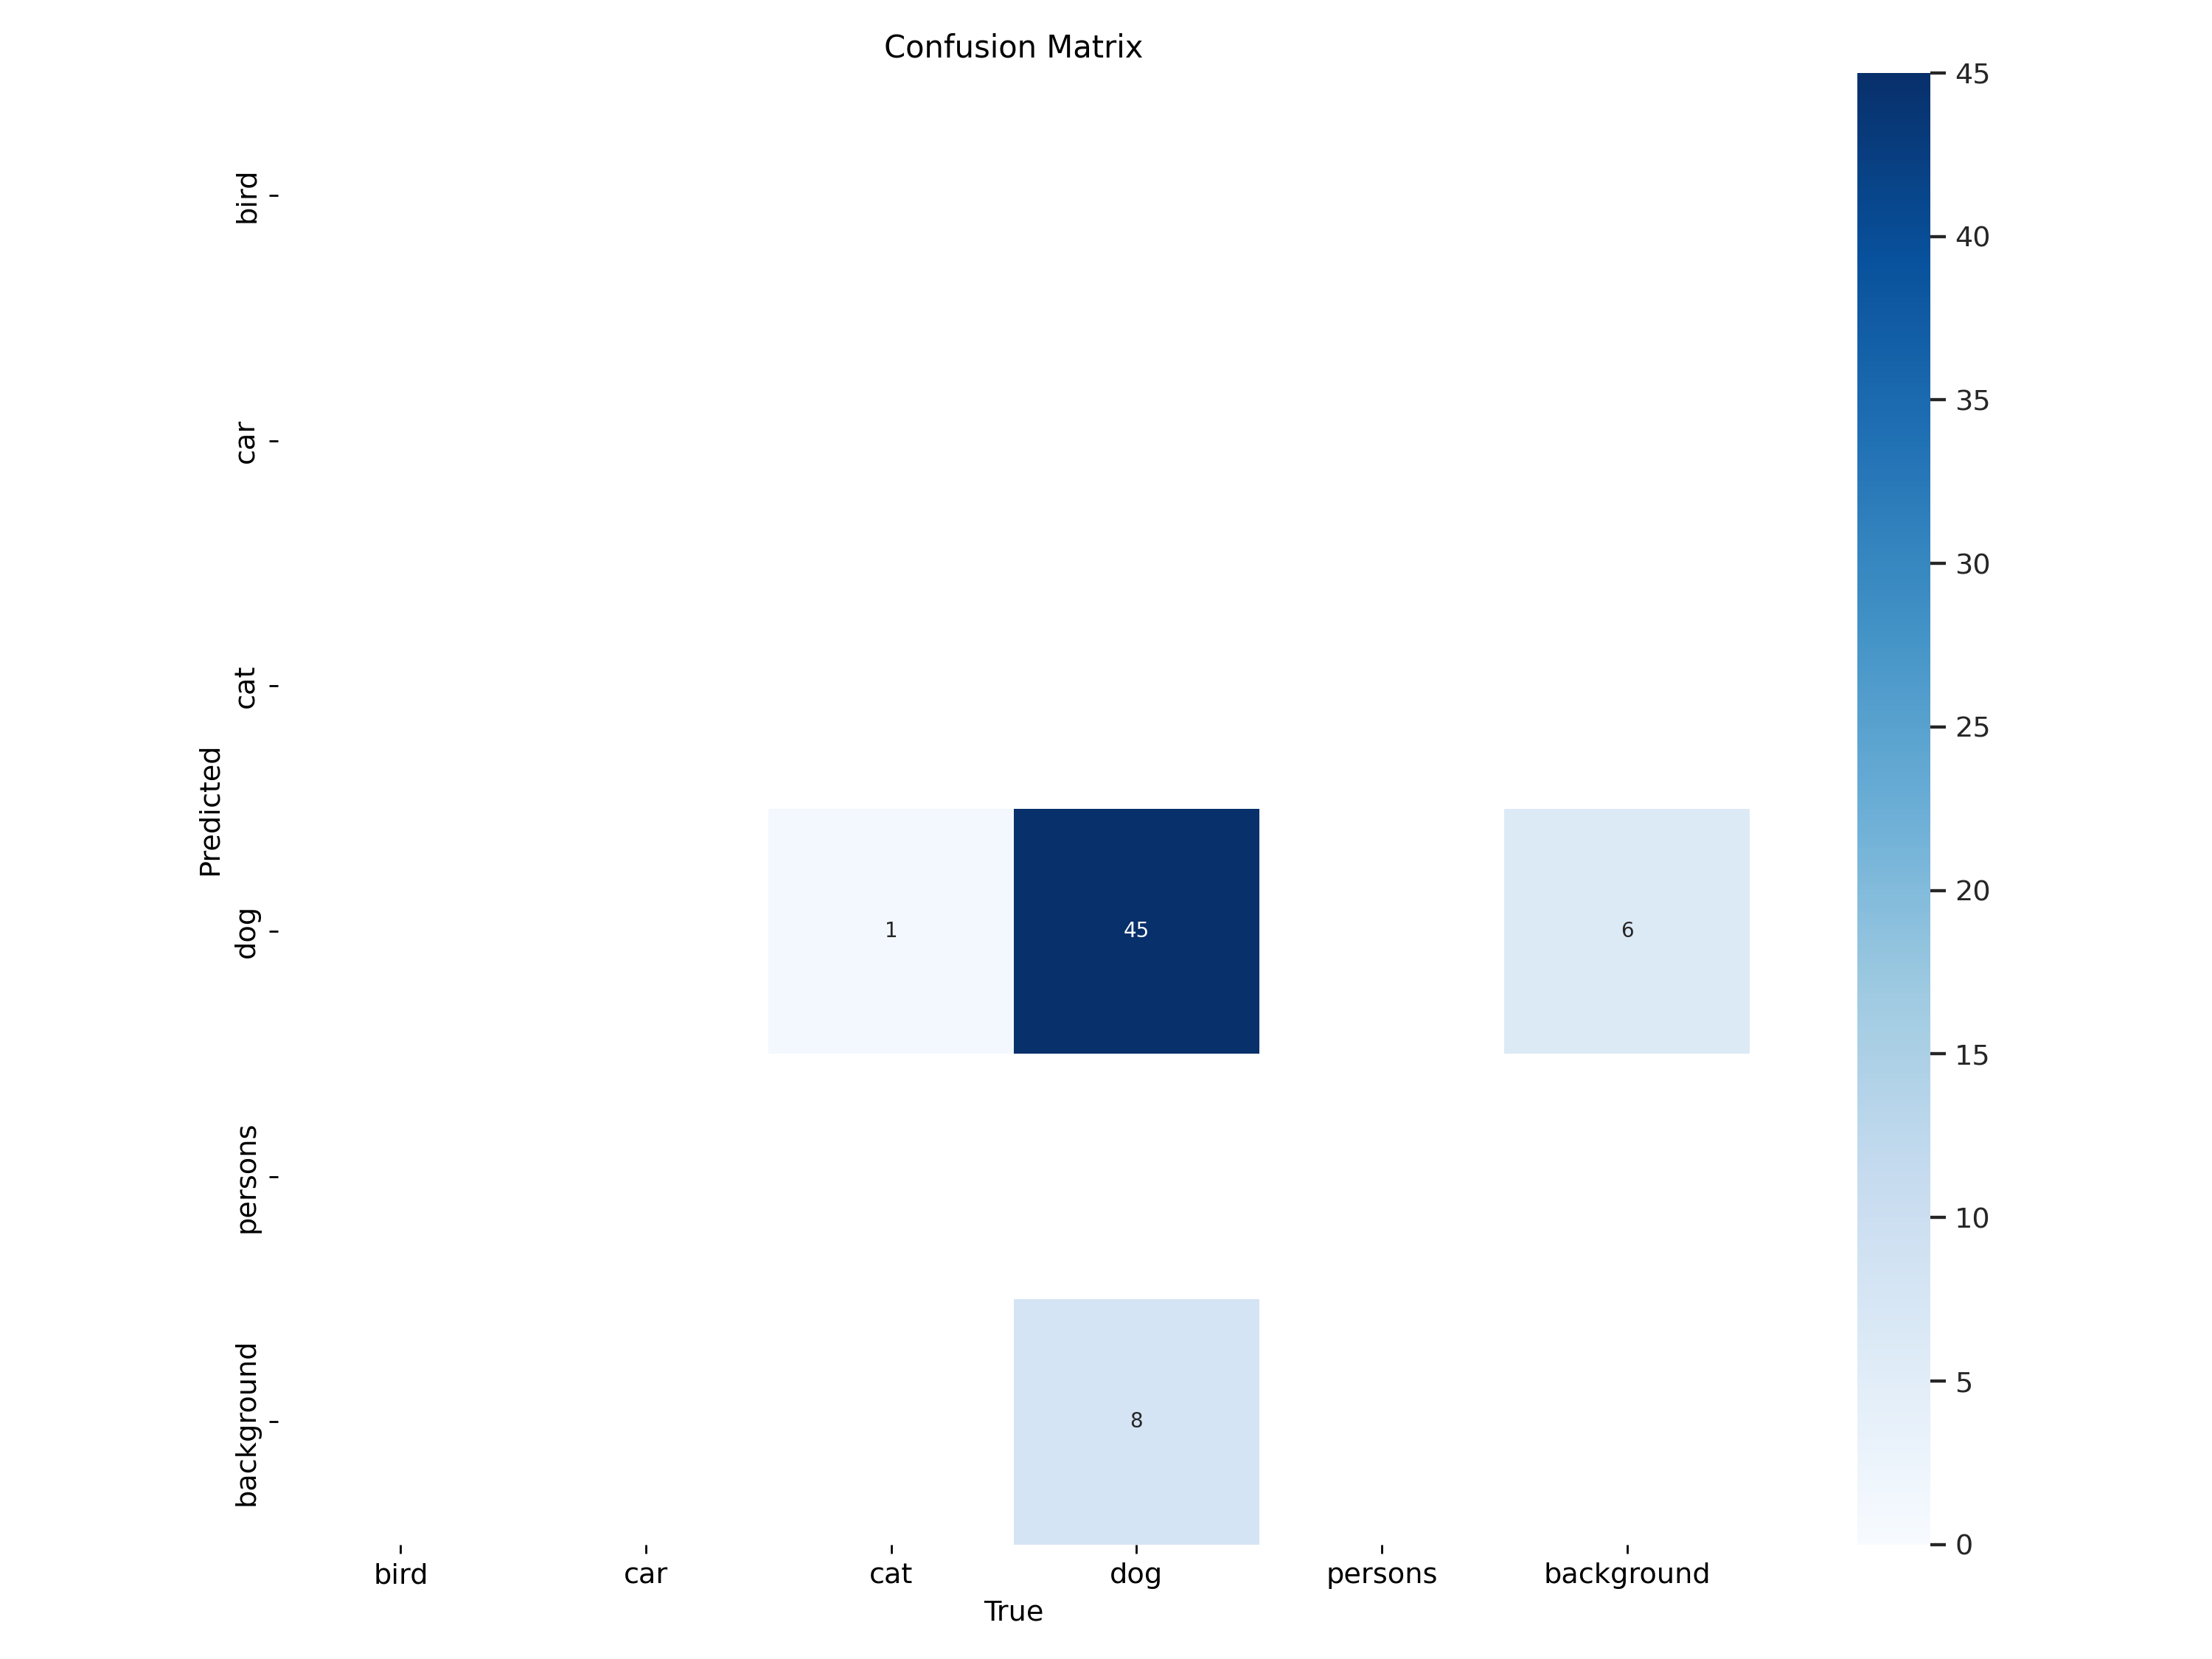 Confusion Matrix
bird
car
cat
dog
persons
background
Predicted
1
45
6
8
bird
car
cat
dog
persons
background
True
45
40
35
30
25
20
15
10
5
0